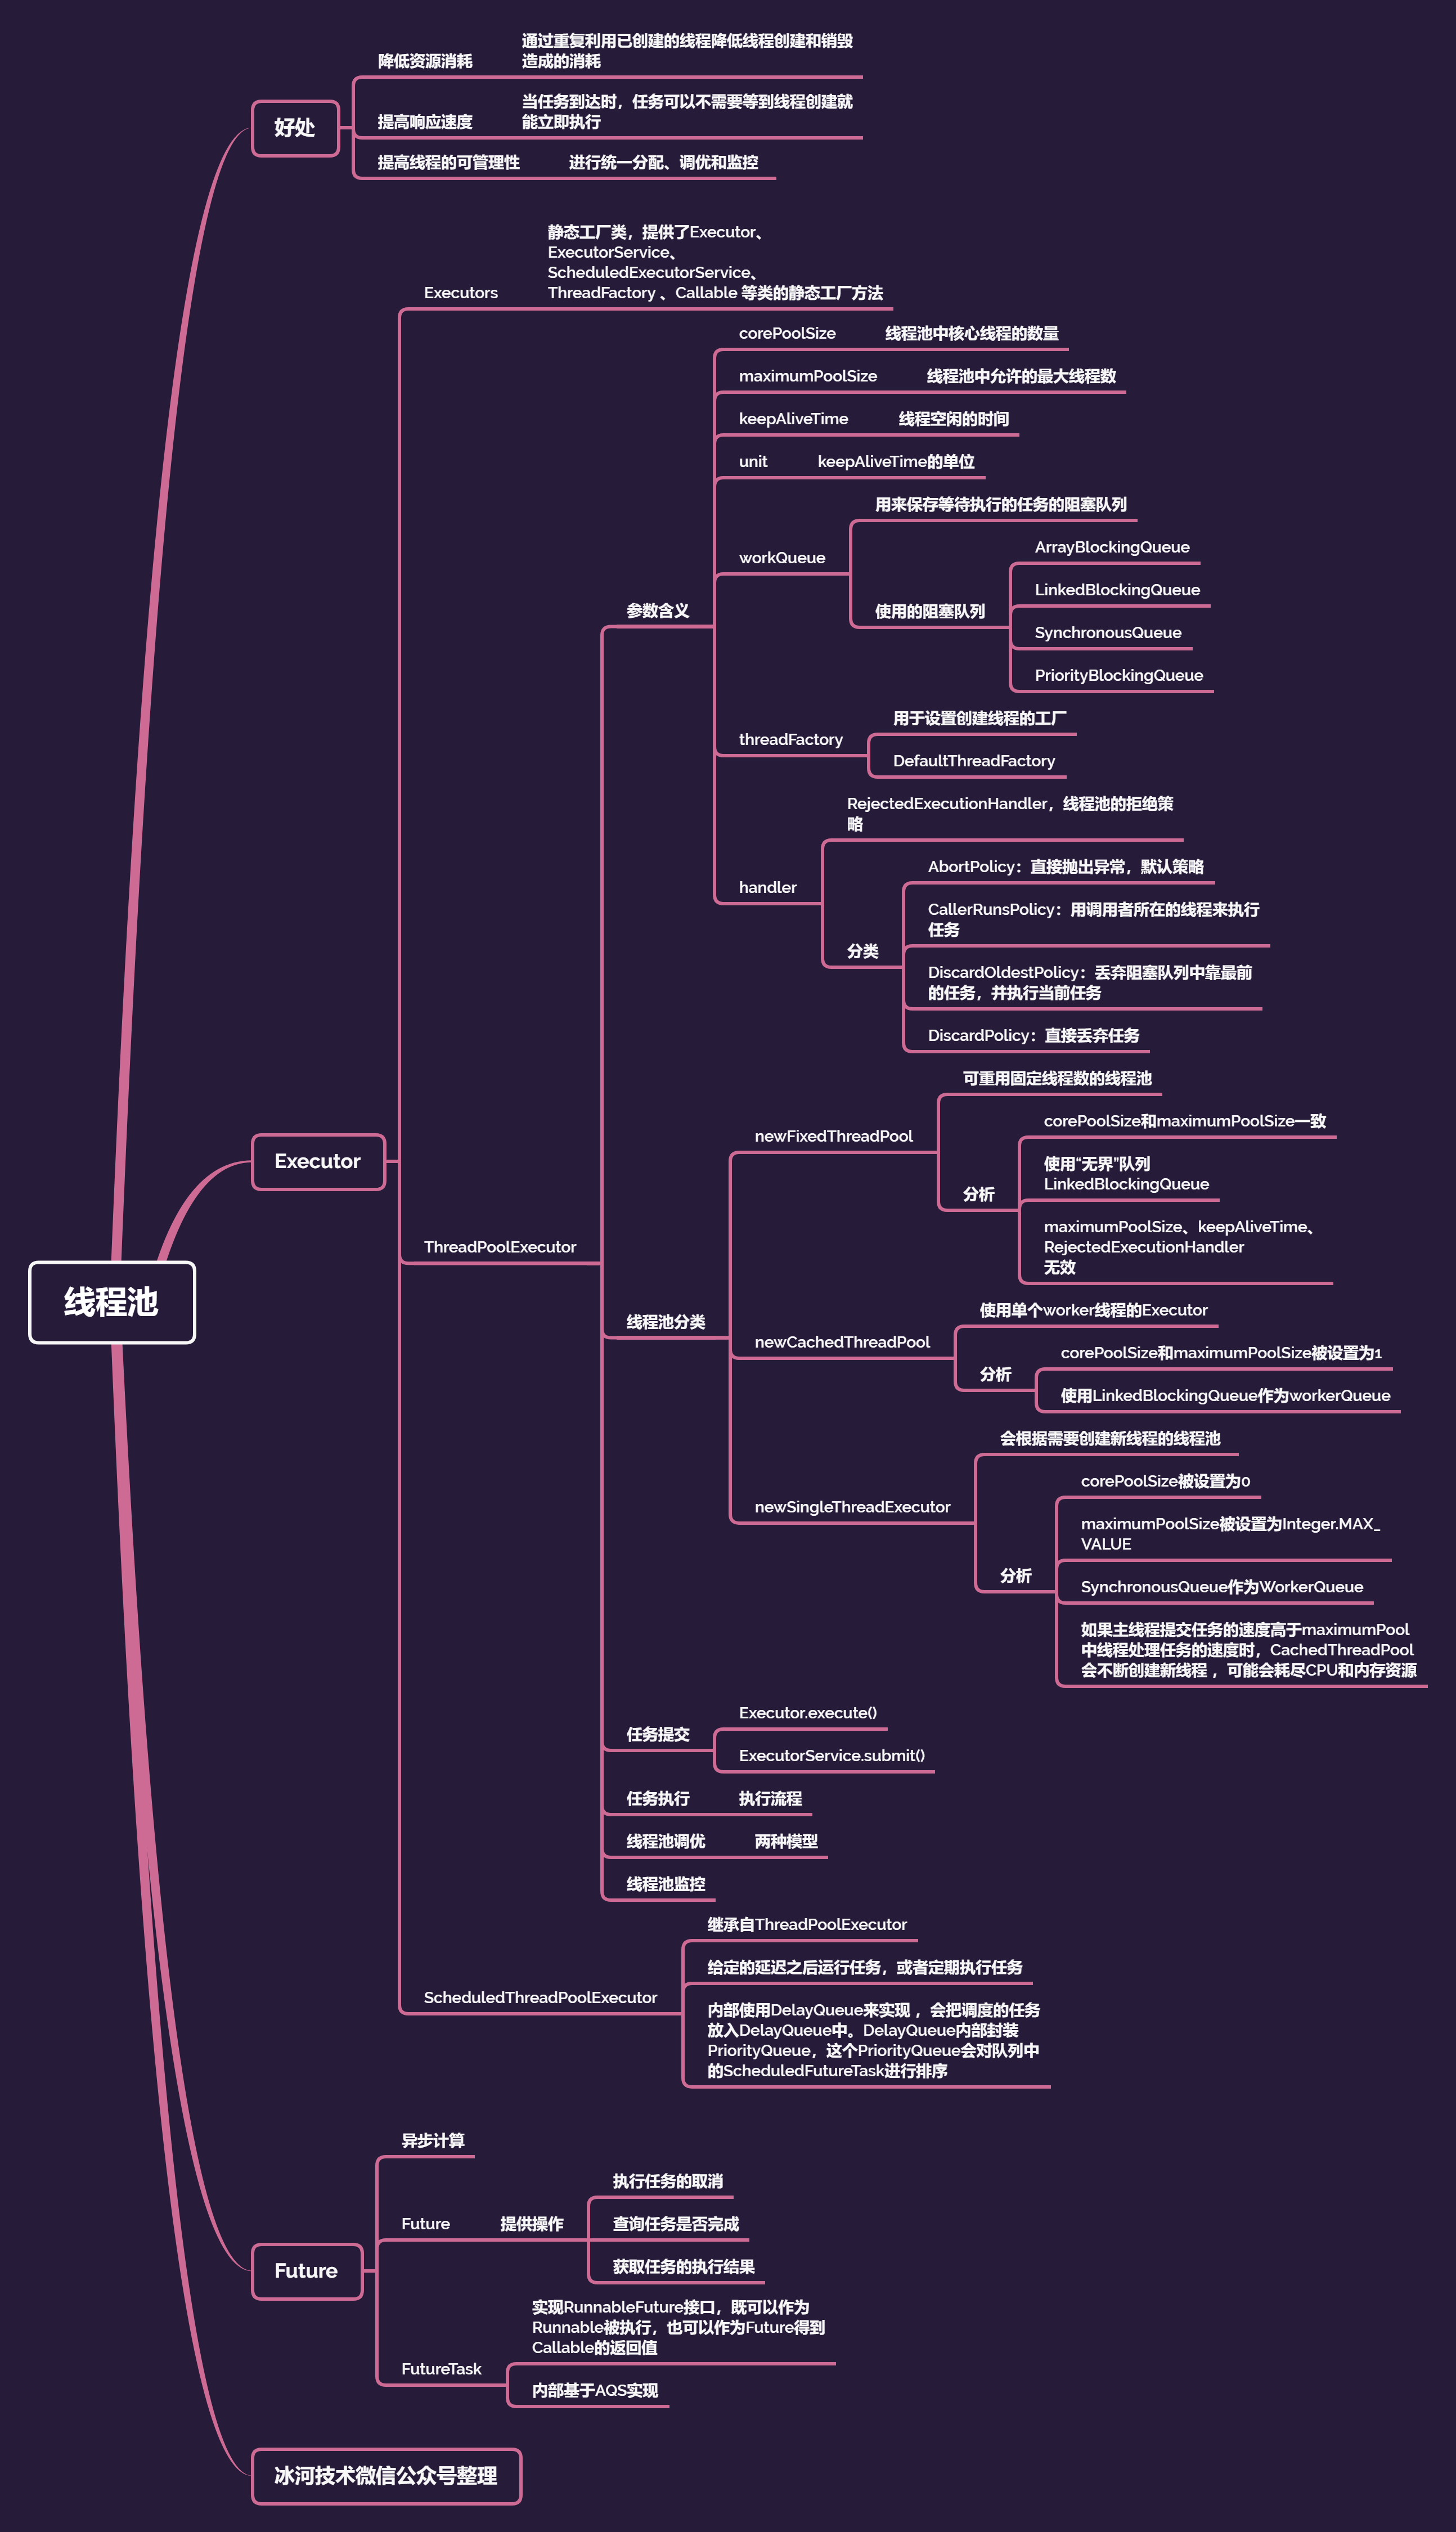 线程池
好处
降低资源消耗
通过重复利用已创建的线程降低线程创建和销毁
造成的消耗
提高响应速度
当任务到达时，任务可以不需要等到线程创建就
能立即执行
提高线程的可管理性
进行统一分配、调优和监控
Executor
Executors
静态工厂类，提供了Executor、
ExecutorService、
ScheduledExecutorService、
ThreadFactory 、Callable 等类的静态工厂方法
ThreadPoolExecutor
参数含义
corePoolSize
线程池中核心线程的数量
maximumPoolSize
线程池中允许的最大线程数
keepAliveTime
线程空闲的时间
unit
keepAliveTime的单位
workQueue
用来保存等待执行的任务的阻塞队列
使用的阻塞队列
ArrayBlockingQueue
LinkedBlockingQueue
SynchronousQueue
PriorityBlockingQueue
threadFactory
用于设置创建线程的工厂
DefaultThreadFactory
handler
RejectedExecutionHandler，线程池的拒绝策
略
分类
AbortPolicy：直接抛出异常，默认策略
CallerRunsPolicy：用调用者所在的线程来执行
任务
DiscardOldestPolicy：丢弃阻塞队列中靠最前
的任务，并执行当前任务
DiscardPolicy：直接丢弃任务
线程池分类
newFixedThreadPool
可重用固定线程数的线程池
分析
corePoolSize和maximumPoolSize一致
使用“无界”队列
LinkedBlockingQueue
maximumPoolSize、keepAliveTime、
RejectedExecutionHandler
无效
newCachedThreadPool
使用单个worker线程的Executor
分析
corePoolSize和maximumPoolSize被设置为1
使用LinkedBlockingQueue作为workerQueue
newSingleThreadExecutor
会根据需要创建新线程的线程池
分析
corePoolSize被设置为0
maximumPoolSize被设置为Integer.MAX_
VALUE
SynchronousQueue作为WorkerQueue
如果主线程提交任务的速度高于maximumPool
中线程处理任务的速度时，CachedThreadPool
会不断创建新线程 ，可能会耗尽CPU和内存资源
任务提交
Executor.execute()
ExecutorService.submit()
任务执行
执行流程
线程池调优
两种模型
线程池监控
ScheduledThreadPoolExecutor
继承自ThreadPoolExecutor
给定的延迟之后运行任务，或者定期执行任务
内部使用DelayQueue来实现 ，会把调度的任务
放入DelayQueue中。DelayQueue内部封装
PriorityQueue，这个PriorityQueue会对队列中
的ScheduledFutureTask进行排序
Future
异步计算
Future
提供操作
执行任务的取消
查询任务是否完成
获取任务的执行结果
FutureTask
实现RunnableFuture接口，既可以作为
Runnable被执行，也可以作为Future得到
Callable的返回值
内部基于AQS实现
冰河技术微信公众号整理